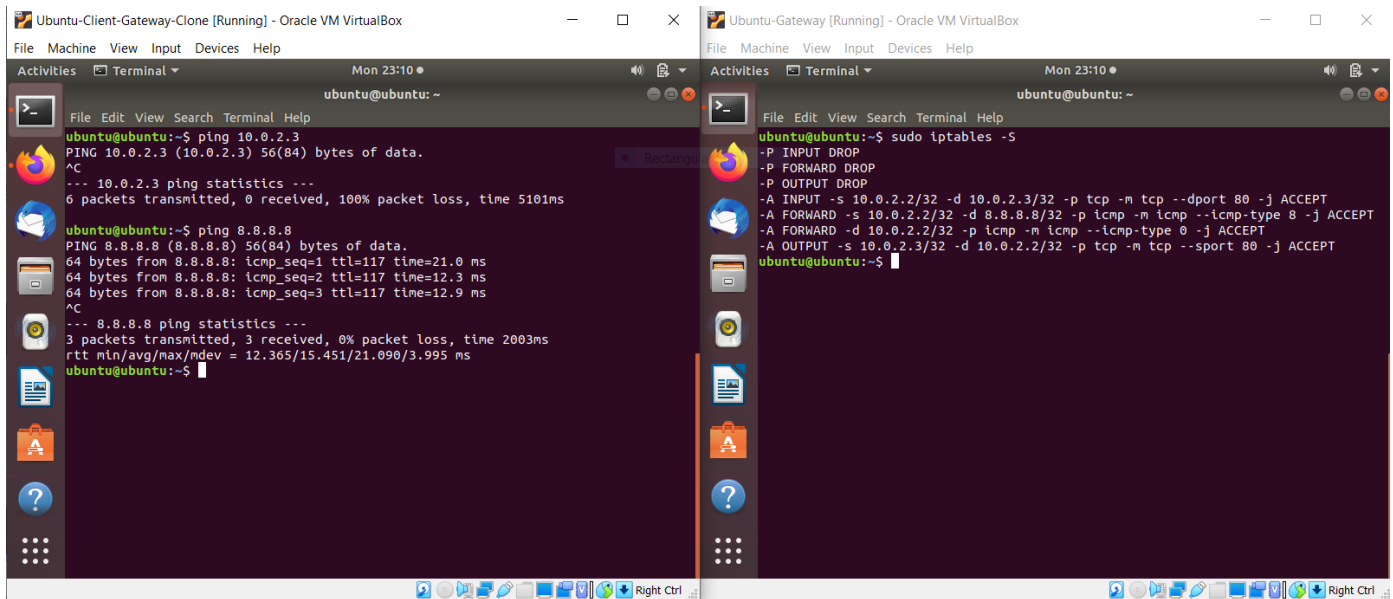 Ubuntu-Client-Gateway-Clone [Running] - Oracle VM VirtualBox
File Machine View Input Devices Help
Activities Terminal Mon 23:10
ubuntu@ubuntu: ~
File Edit View Search Terminal Help
ubuntu@ubuntu:~$ ping 10.0.2.3
PING 10.0.2.3 (10.0.2.3) 56(84) bytes of data.
^C
--- 10.0.2.3 ping statistics ---
6 packets transmitted, 0 received, 100% packet loss, time 5101ms
ubuntu@ubuntu:~$ ping 8.8.8.8
PING 8.8.8.8 (8.8.8.8) 56(84) bytes of data.
64 bytes from 8.8.8.8: icmp_seq=1 ttl=117 time=21.0 ms
64 bytes from 8.8.8.8: icmp_seq=2 ttl=117 time=12.3 ms
64 bytes from 8.8.8.8: icmp_seq=3 ttl=117 time=12.9 ms
^C
--- 8.8.8.8 ping statistics ---
3 packets transmitted, 3 received, 0% packet loss, time 2003ms
rtt min/avg/max/mdev = 12.365/15.451/21.090/3.995 ms
ubuntu@ubuntu:~$
Right Ctrl
Rectangula
Ubuntu-Gateway [Running] - Oracle VM VirtualBox
File Machine View Input Devices Help
Activities Terminal Mon 23:10
ubuntu@ubuntu: ~
File Edit View Search Terminal Help
ubuntu@ubuntu:~$ sudo iptables -S
-P INPUT DROP
-P FORWARD DROP
-P OUTPUT DROP
-A INPUT -s 10.0.2.2/32 -d 10.0.2.3/32 -p tcp -m tcp --dport 80 -j ACCEPT
-A FORWARD -s 10.0.2.2/32 -d 8.8.8.8/32 -p icmp -m icmp --icmp-type 8 -j ACCEPT
-A FORWARD -d 10.0.2.2/32 -p icmp -m icmp --icmp-type 0 -j ACCEPT
-A OUTPUT -s 10.0.2.3/32 -d 10.0.2.2/32 -p tcp -m tcp --sport 80 -j ACCEPT
ubuntu@ubuntu:~$
Right Ctrl